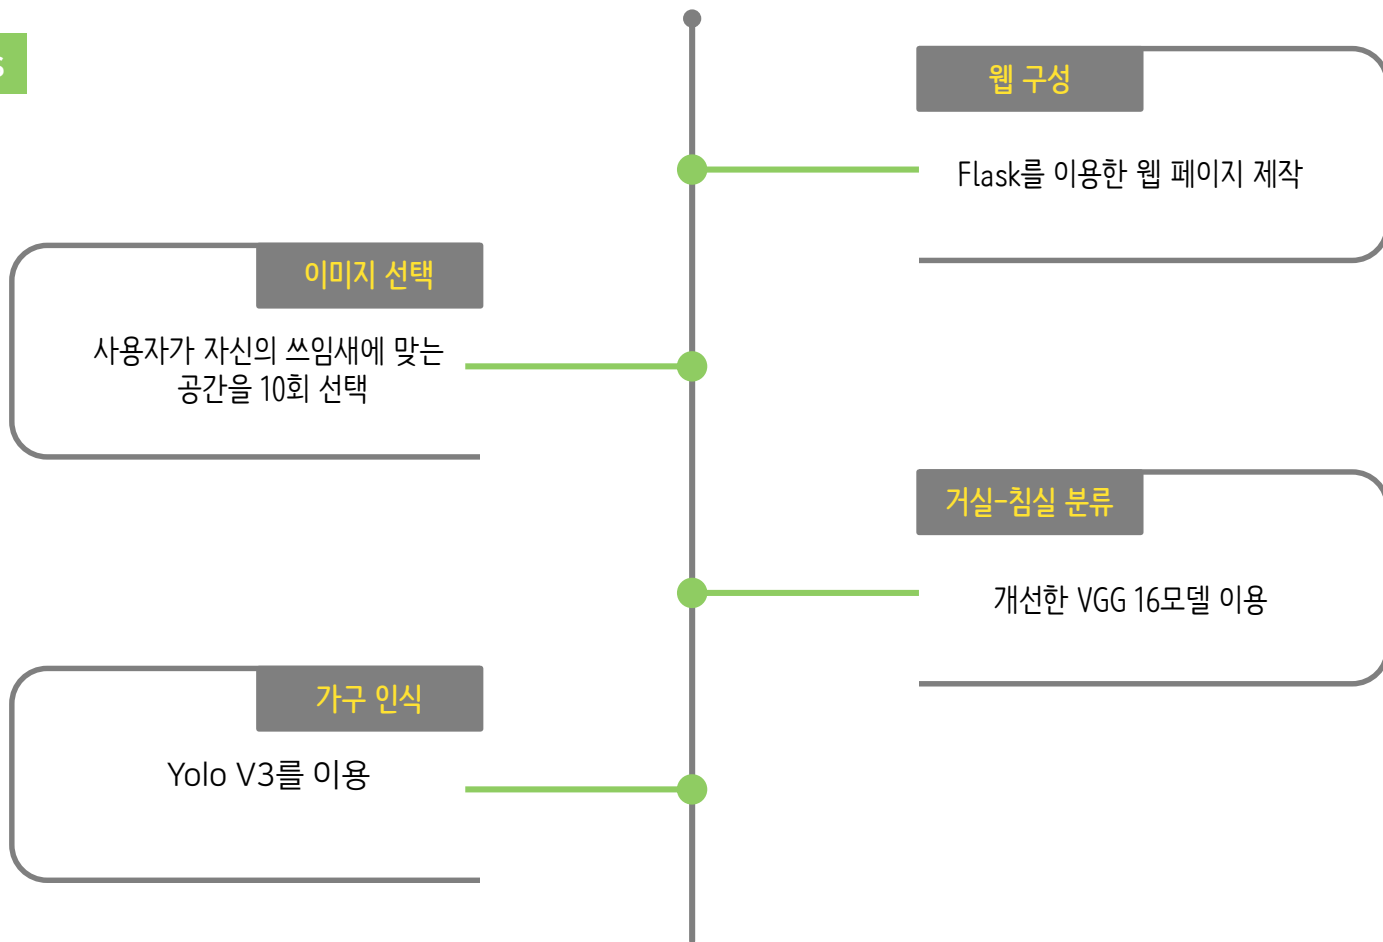 s
웹 구성
Flask를 이용한 웹 페이지 제작
이미지 선택
사용자가 자신의 쓰임새에 맞는
공간을 10회 선택
거실-침실 분류
개선한 VGG 16모델 이용
가구 인식
Yolo V3를 이용